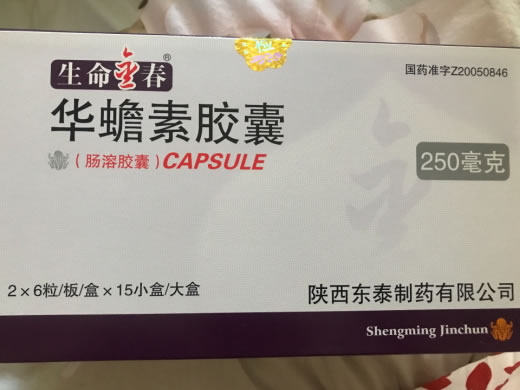 生命金春®
国药准字Z20050846
华蟾素胶囊
（肠溶胶囊）CAPSULE
250毫克
2×6粒/板/盒×15小盒/大盒
陕西东泰制药有限公司
Shengming Jinchun